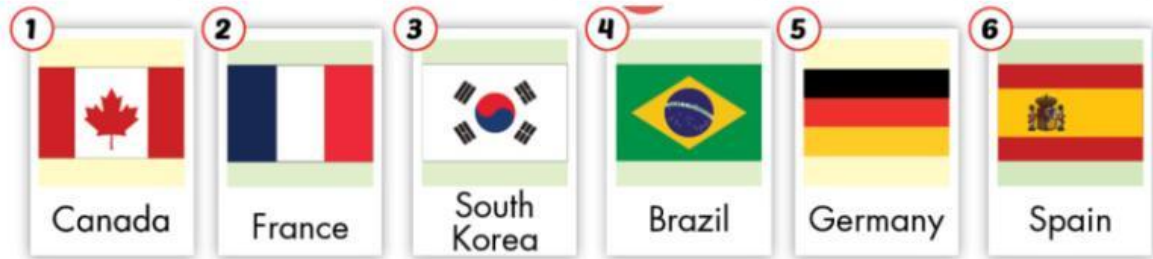 1
2
3
4
5
6
Canada
France
South
Korea
Brazil
Germany
Spain